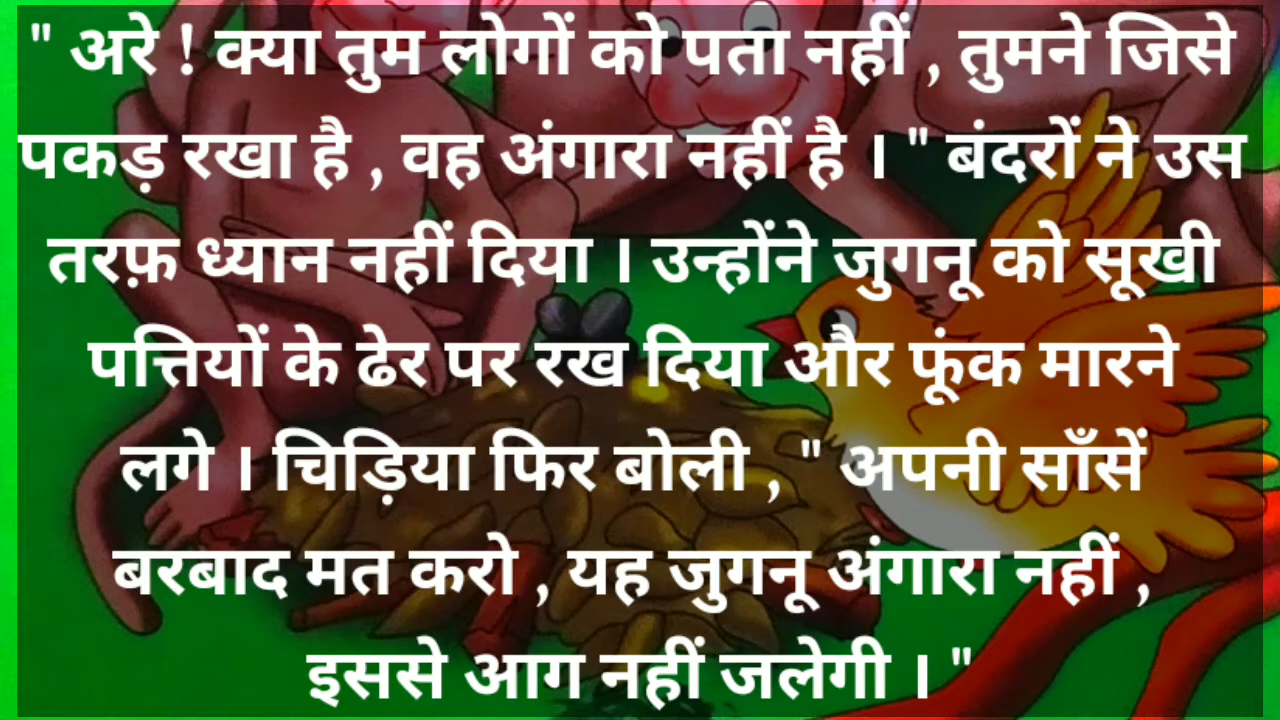 " अरे ! क्या तुम लोगों को पता नहीं , तुमने जिसे
पकड़ रखा है , वह अंगारा नहीं है । " बंदरों ने उस
तरफ़ ध्यान नहीं दिया । उन्होंने जुगनू को सूखी
पत्तियों के ढेर पर रख दिया और फूंक मारने
लगे । चिड़िया फिर बोली , " अपनी साँसें
बरबाद मत करो , यह जुगनू अंगारा नहीं ,
इससे आग नहीं जलेगी । "